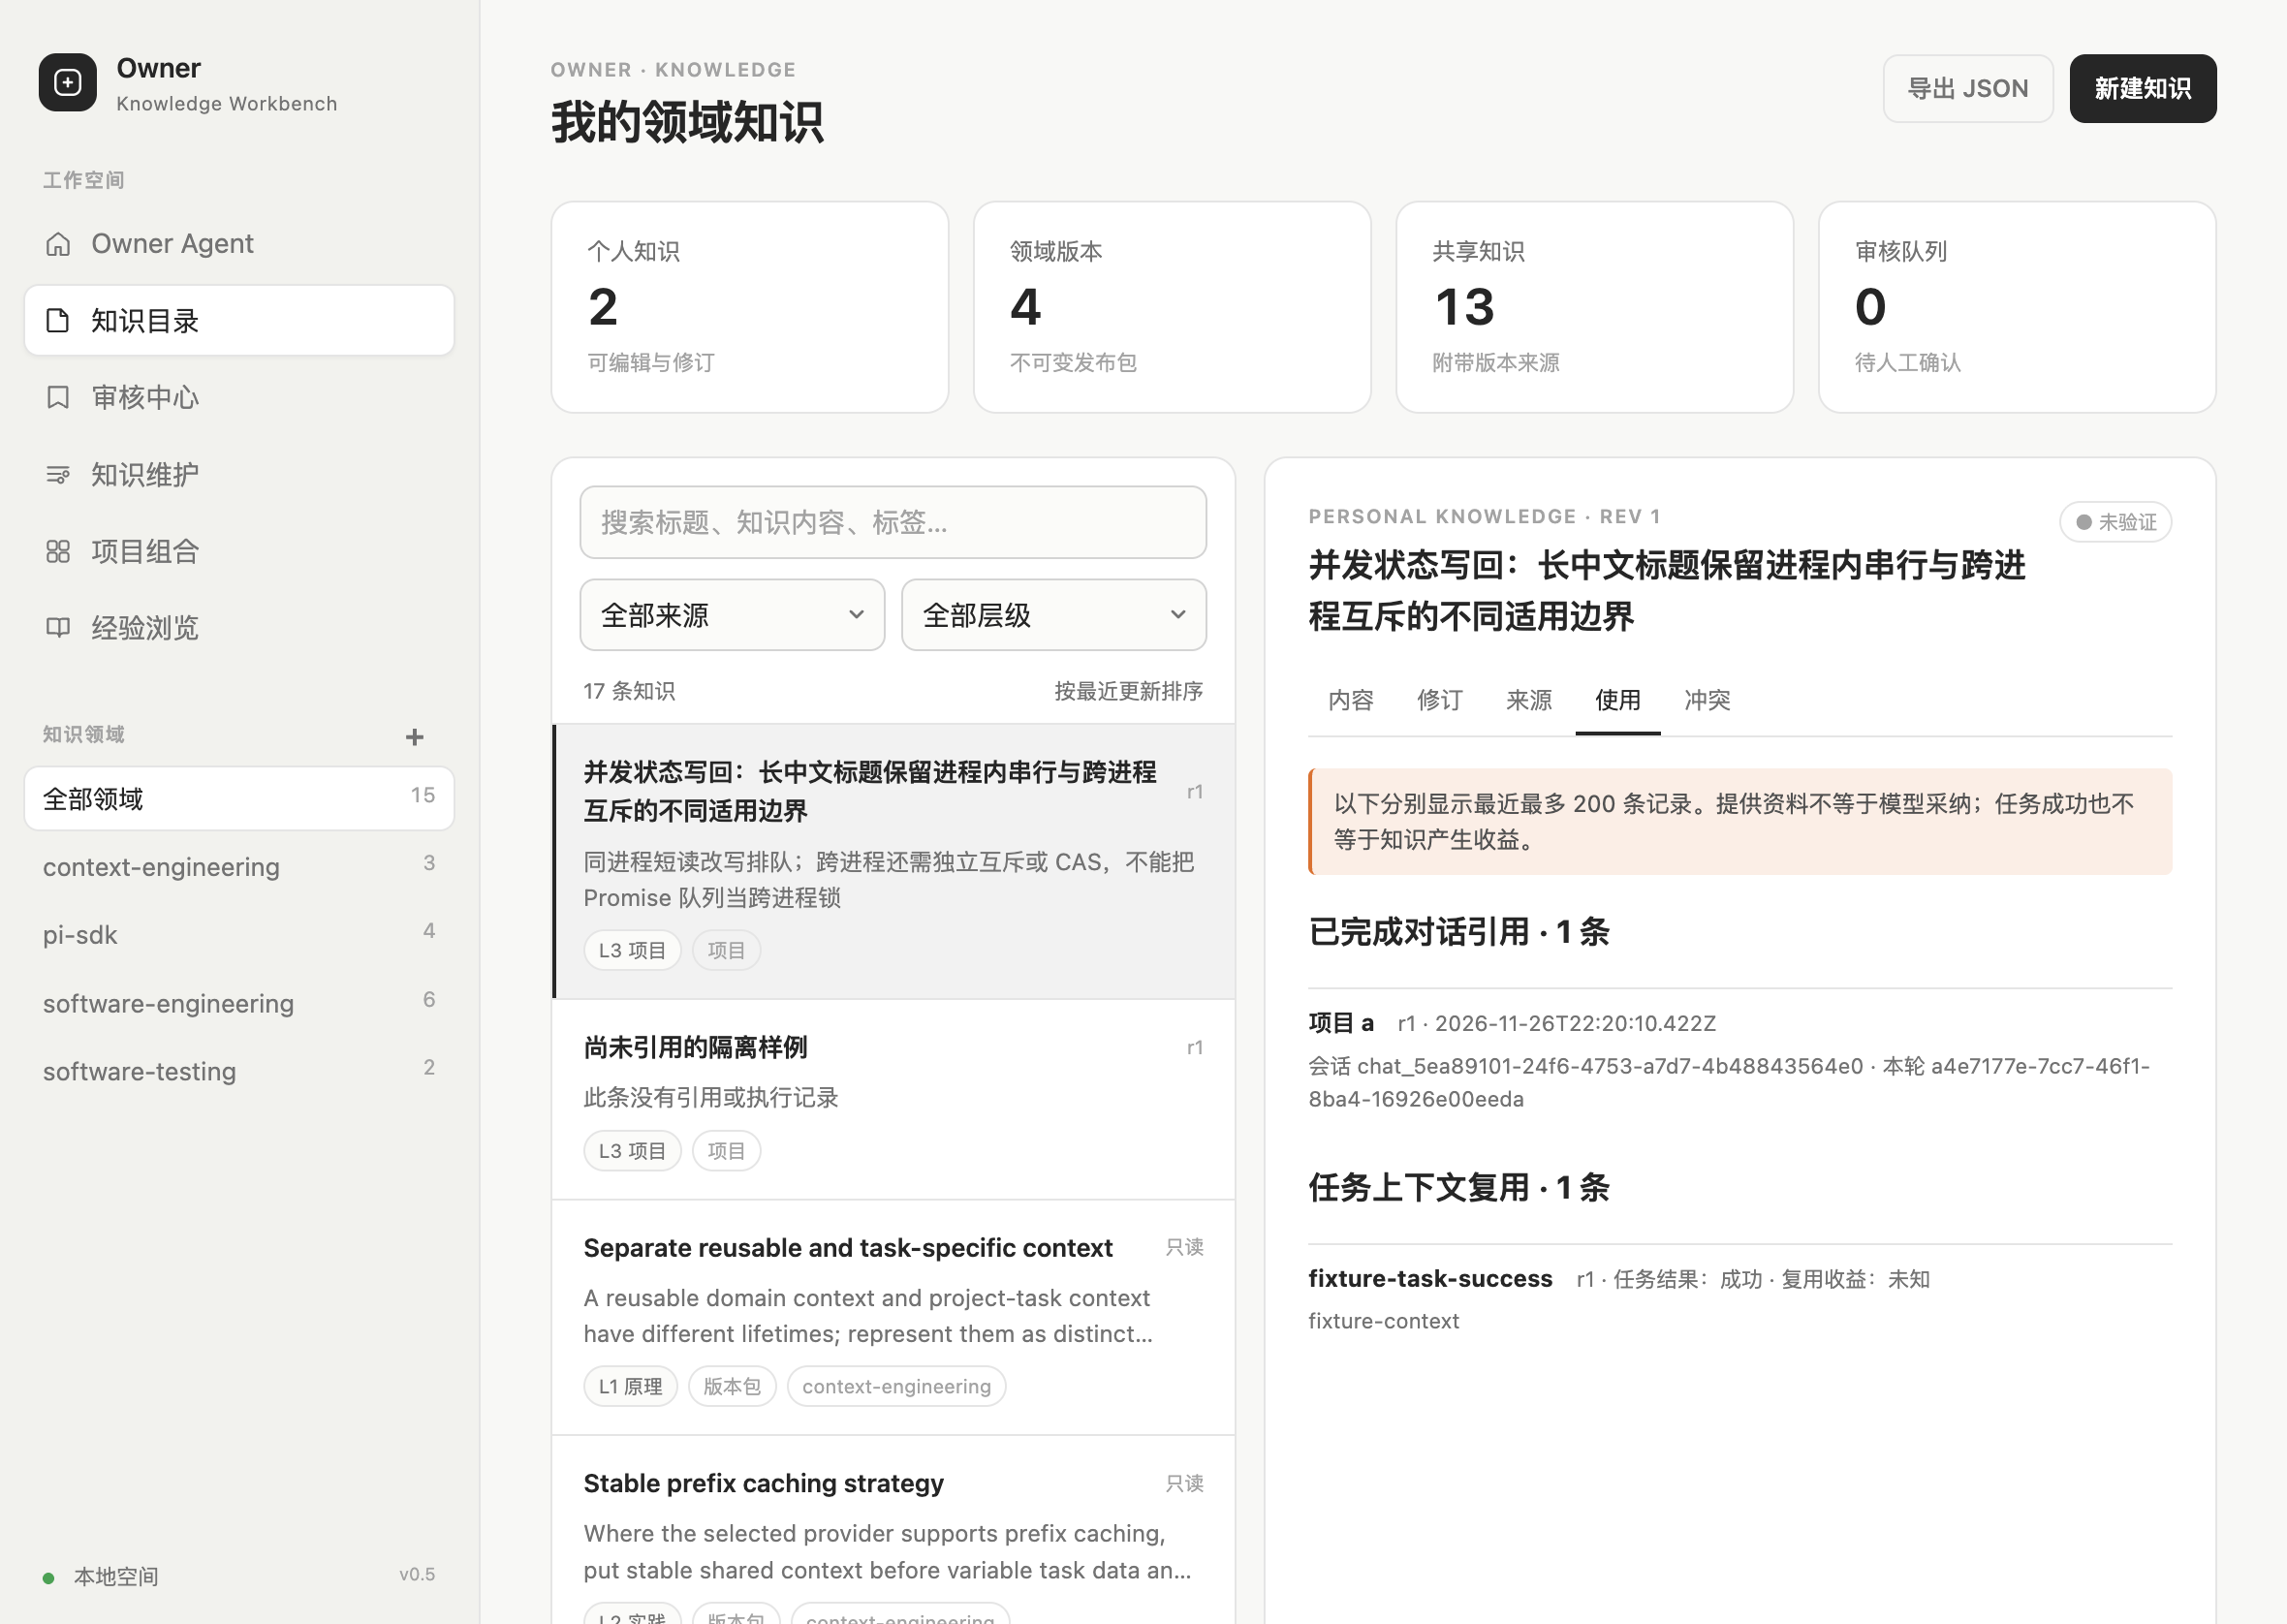 Owner
Knowledge Workbench
工作空间
Owner Agent
知识目录
审核中心
知识维护
项目组合
经验浏览
知识领域
+
全部领域 15
context-engineering 3
pi-sdk 4
software-engineering 6
software-testing 2
本地空间 v0.5
OWNER · KNOWLEDGE
我的领域知识
导出 JSON
新建知识
个人知识
2
可编辑与修订
领域版本
4
不可变发布包
共享知识
13
附带版本来源
审核队列
0
待人工确认
搜索标题、知识内容、标签...
全部来源
全部层级
17 条知识 按最近更新排序
并发状态写回：长中文标题保留进程内串行与跨进程
互斥的不同适用边界
r1
同进程短读改写排队；跨进程还需独立互斥或 CAS，不能把
Promise 队列当跨进程锁
L3 项目 项目
尚未引用的隔离样例 r1
此条没有引用或执行记录
L3 项目 项目
Separate reusable and task-specific context 只读
A reusable domain context and project-task context
have different lifetimes; represent them as distinct...
L1 原理 版本包 context-engineering
Stable prefix caching strategy 只读
Where the selected provider supports prefix caching,
put stable shared context before variable task data an...
L2 实践 版本包 context-engineering
PERSONAL KNOWLEDGE · REV 1
未验证
并发状态写回：长中文标题保留进程内串行与跨进
程互斥的不同适用边界
内容 修订 来源 使用 冲突
以下分别显示最近最多 200 条记录。提供资料不等于模型采纳；任务成功也不
等于知识产生收益。
已完成对话引用 · 1 条
项目 a r1 · 2026-11-26T22:20:10.422Z
会话 chat_5ea89101-24f6-4753-a7d7-4b48843564e0 · 本轮 a4e7177e-7cc7-46f1-
8ba4-16926e00eeda
任务上下文复用 · 1 条
fixture-task-success r1 · 任务结果：成功 · 复用收益：未知
fixture-context